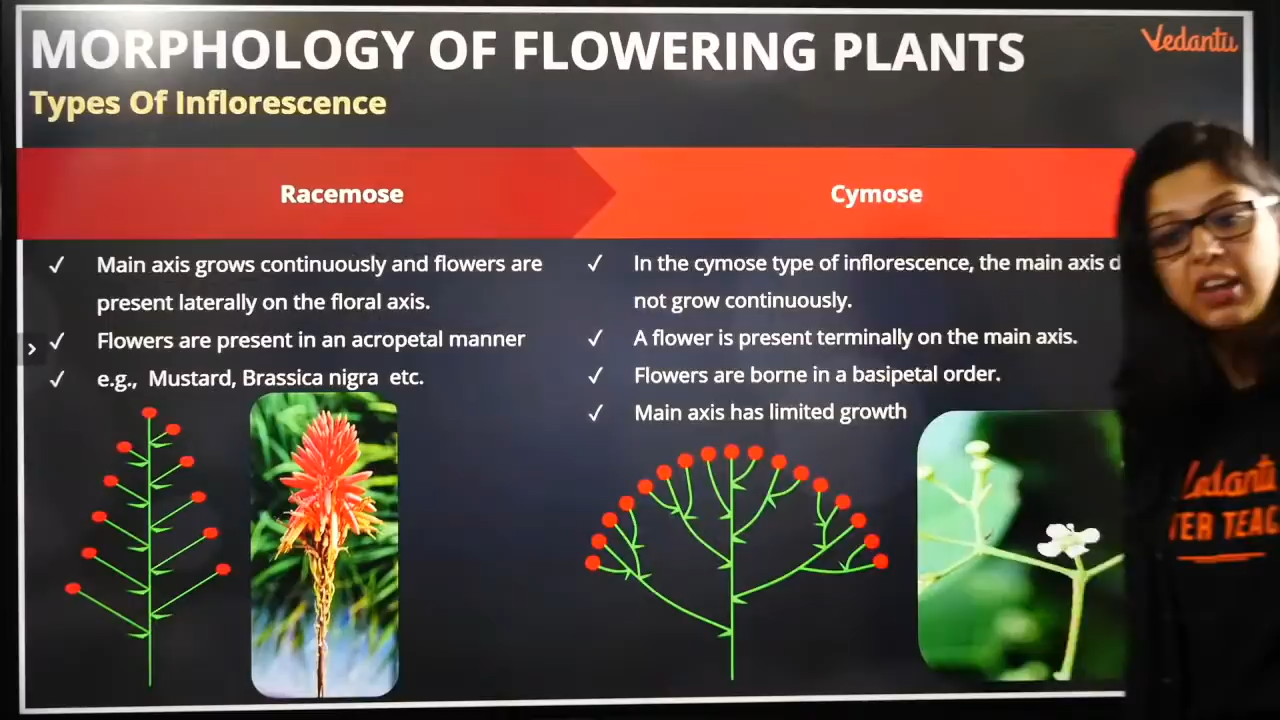 MORPHOLOGY OF FLOWERING PLANTS
Vedantu
Types Of Inflorescence
Racemose
Cymose
✓ Main axis grows continuously and flowers are
present laterally on the floral axis.
✓ Flowers are present in an acropetal manner
✓ e.g., Mustard, Brassica nigra etc.
✓ In the cymose type of inflorescence, the main axis
not grow continuously.
✓ A flower is present terminally on the main axis.
✓ Flowers are borne in a basipetal order.
✓ Main axis has limited growth
Vedantu